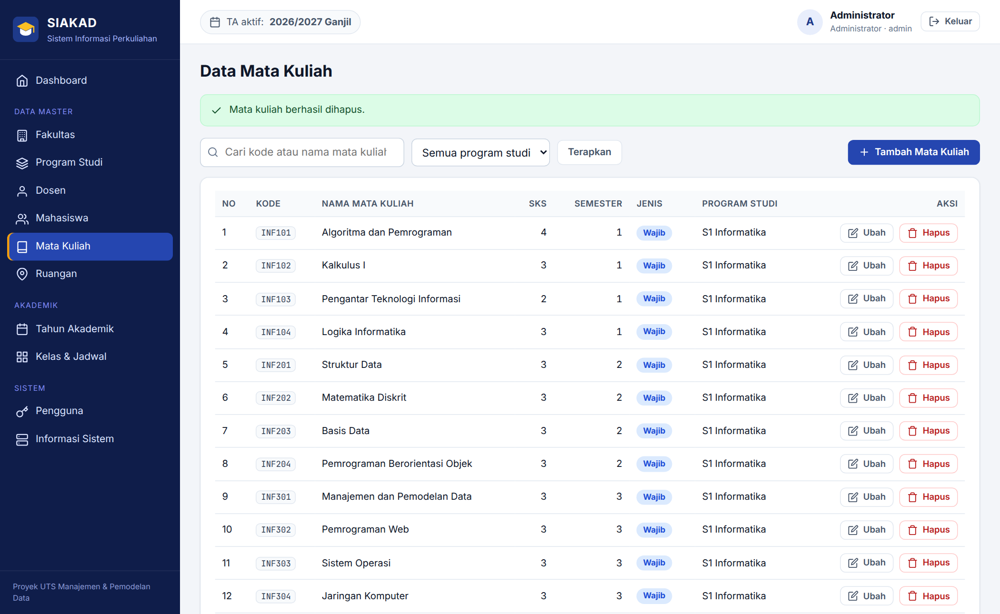 SIAKAD
Sistem Informasi Perkuliahan
Dashboard
DATA MASTER
Fakultas
Program Studi
Dosen
Mahasiswa
Mata Kuliah
Ruangan
AKADEMIK
Tahun Akademik
Kelas & Jadwal
SISTEM
Pengguna
Informasi Sistem
Proyek UTS Manajemen & Pemodelan
Data
TA aktif: 2026/2027 Ganjil
A
Administrator
Administrator · admin
Keluar
Data Mata Kuliah
Mata kuliah berhasil dihapus.
Cari kode atau nama mata kuliah
Semua program studi
Terapkan
Tambah Mata Kuliah
NO KODE NAMA MATA KULIAH SKS SEMESTER JENIS PROGRAM STUDI AKSI
1 INF101 Algoritma dan Pemrograman 4 1 Wajib S1 Informatika Ubah Hapus
2 INF102 Kalkulus I 3 1 Wajib S1 Informatika Ubah Hapus
3 INF103 Pengantar Teknologi Informasi 2 1 Wajib S1 Informatika Ubah Hapus
4 INF104 Logika Informatika 3 1 Wajib S1 Informatika Ubah Hapus
5 INF201 Struktur Data 3 2 Wajib S1 Informatika Ubah Hapus
6 INF202 Matematika Diskrit 3 2 Wajib S1 Informatika Ubah Hapus
7 INF203 Basis Data 3 2 Wajib S1 Informatika Ubah Hapus
8 INF204 Pemrograman Berorientasi Objek 3 2 Wajib S1 Informatika Ubah Hapus
9 INF301 Manajemen dan Pemodelan Data 3 3 Wajib S1 Informatika Ubah Hapus
10 INF302 Pemrograman Web 3 3 Wajib S1 Informatika Ubah Hapus
11 INF303 Sistem Operasi 3 3 Wajib S1 Informatika Ubah Hapus
12 INF304 Jaringan Komputer 3 3 Wajib S1 Informatika Ubah Hapus